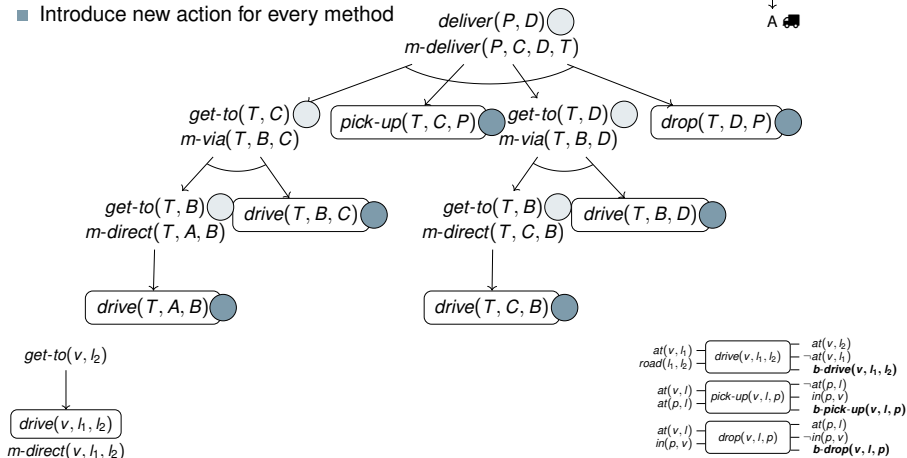 Introduce new action for every method
A
deliver(P, D)
m-deliver(P, C, D, T)
get-to(T, C)
m-via(T, B, C)
pick-up(T, C, P)
get-to(T, D)
m-via(T, B, D)
drop(T, D, P)
get-to(T, B)
m-direct(T, A, B)
drive(T, B, C)
get-to(T, B)
m-direct(T, C, B)
drive(T, B, D)
drive(T, A, B)
drive(T, C, B)
get-to(v, l₂)
drive(v, l₁, l₂)
m-direct(v, l₁, l₂)
at(v, l₁)
road(l₁, l₂)
drive(v, l₁, l₂)
at(v, l₂)
¬at(v, l₁)
b-drive(v, l₁, l₂)
at(v, l)
at(p, l)
pick-up(v, l, p)
¬at(p, l)
in(p, v)
b-pick-up(v, l, p)
at(v, l)
in(p, v)
drop(v, l, p)
at(p, l)
¬in(p, v)
b-drop(v, l, p)